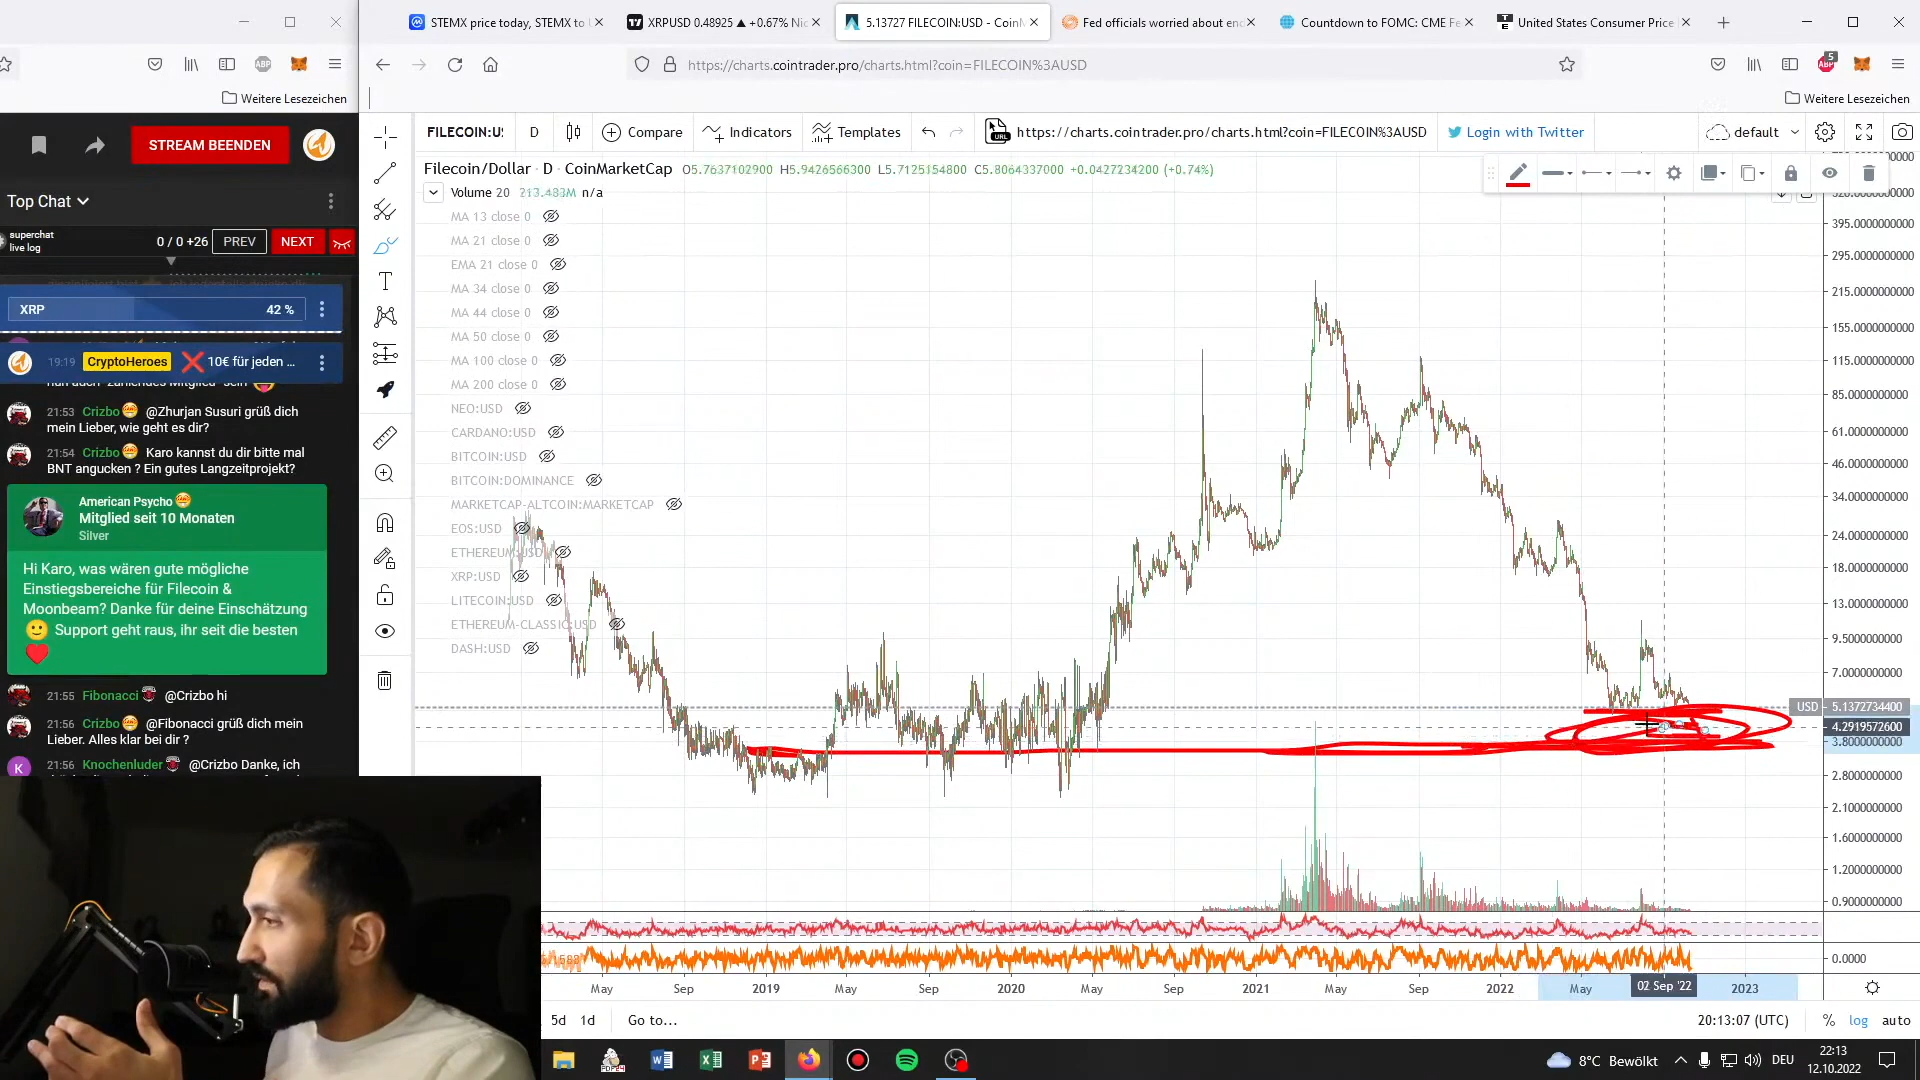 STEMX price today, STEMX to
XRPUSD 0.48925 ▲ +0.67% Nic
5.13727 FILECOIN:USD - Coin
Fed officials worried about
Countdown to FOMC: CME Fe
United States Consumer Price
https://charts.cointrader.pro/charts.html?coin=FILECOIN%3AUSD
5
Weitere Lesezeichen
Weitere Lesezeichen
STREAM BEENDEN
Top Chat
superchat
live log
0 / 0 +26
PREV
NEXT
XRP
42 %
19:19 CryptoHeroes ❌ 10€ für jeden ...
21:53 Crizbo @Zhurjan Susuri grüß dich
mein Lieber, wie geht es dir?
21:54 Crizbo Karo kannst du dir bitte mal
BNT angucken ? Ein gutes Langzeitprojekt?
American Psycho
Mitglied seit 10 Monaten
Silver
Hi Karo, was wären gute mögliche
Einstiegsbereiche für Filecoin &
Moonbeam? Danke für deine Einschätzung
🙂 Support geht raus, ihr seit die besten
❤️
21:55 Fibonacci @Crizbo hi
21:56 Crizbo @Fibonacci grüß dich mein
Lieber. Alles klar bei dir ?
K
21:56 Knochenluder @Crizbo Danke, ich
FILECOIN:U
D
Compare
Indicators
Templates
URL
https://charts.cointrader.pro/charts.html?coin=FILECOIN%3AUSD
Login with Twitter
default
Filecoin/Dollar · D · CoinMarketCap
O5.7637102900 H5.9426566300 L5.7125154800 C5.8064337000 +0.0427234200 (+0.74%)
Volume 20 213.483M n/a
MA 13 close 0
MA 21 close 0
EMA 21 close 0
MA 34 close 0
MA 44 close 0
MA 50 close 0
MA 100 close 0
MA 200 close 0
NEO:USD
CARDANO:USD
BITCOIN:USD
BITCOIN:DOMINANCE
MARKETCAP-ALTCOIN:MARKETCAP
EOS:USD
ETHEREUM:USD
XRP:USD
LITECOIN:USD
ETHEREUM-CLASSIC:USD
DASH:USD
395.0000000000
295.0000000000
215.0000000000
155.0000000000
115.0000000000
85.0000000000
61.0000000000
46.0000000000
34.0000000000
24.0000000000
18.0000000000
13.0000000000
9.5000000000
7.0000000000
USD
5.1372734400
4.2919572600
3.8000000000
2.8000000000
2.1000000000
1.6000000000
1.2000000000
0.9000000000
0.0000
May
Sep
2019
May
Sep
2020
May
Sep
2021
May
Sep
2022
May
02 Sep '22
2023
5d
1d
Go to...
20:13:07 (UTC)
%
log
auto
8°C Bewölkt
DEU
22:13
12.10.2022